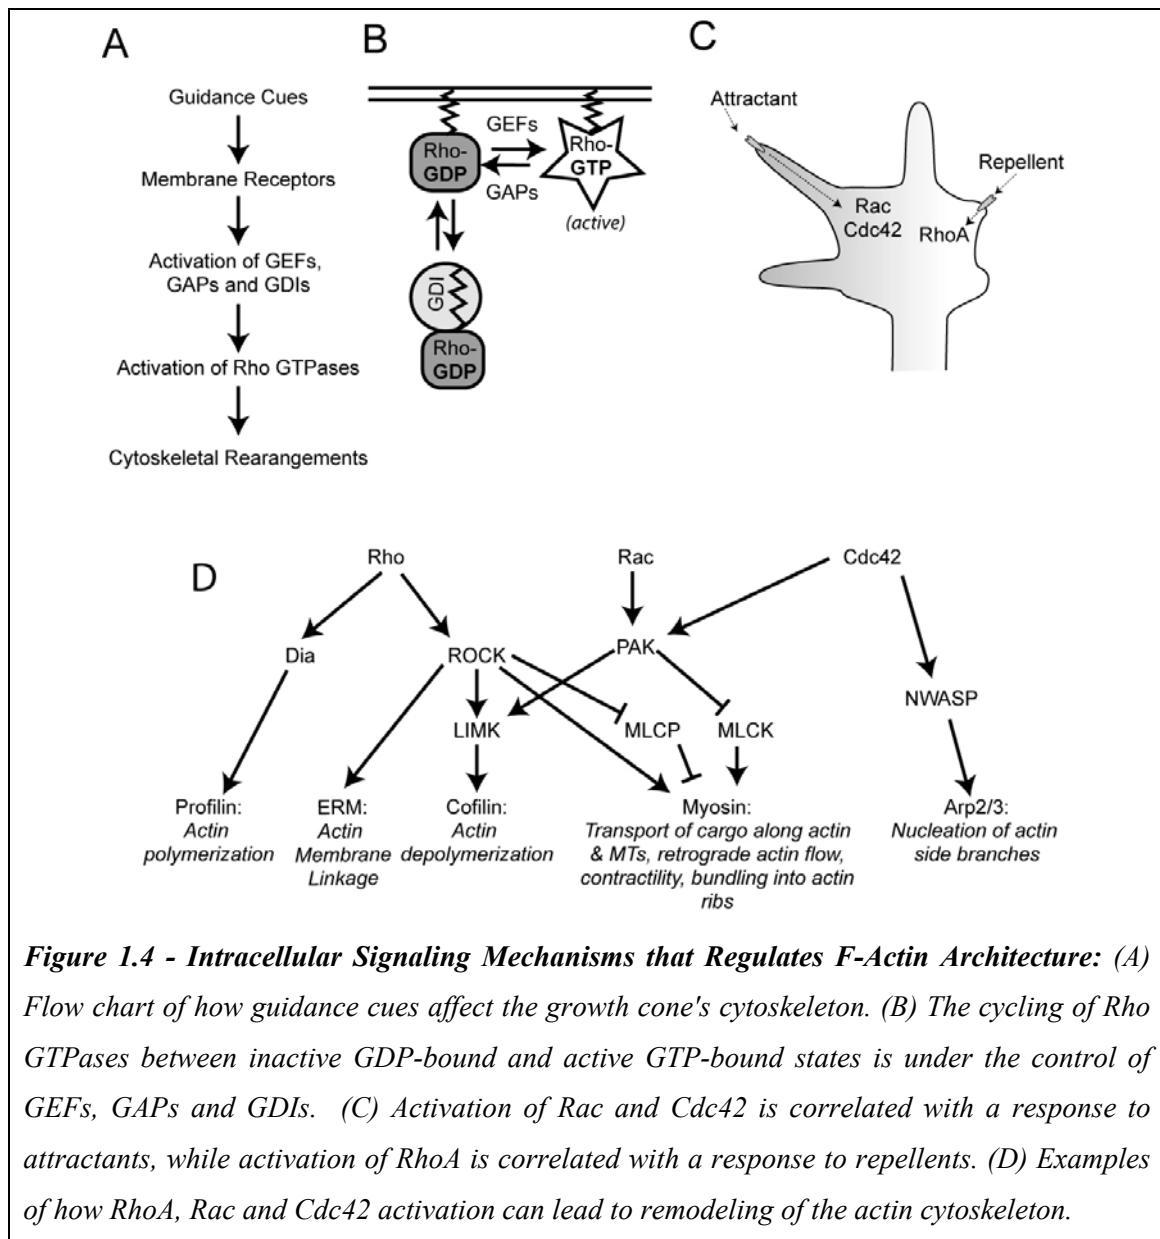 A
Guidance Cues
Membrane Receptors
Activation of GEFs,
GAPs and GDIs
Activation of Rho GTPases
Cytoskeletal Rearangements
B
Rho-
GDP
GEFs
GAPs
Rho-
GTP
(active)
GDI
Rho-
GDP
C
Attractant
Repellent
Rac
Cdc42
RhoA
D
Rho
Rac
Cdc42
Dia
ROCK
PAK
NWASP
LIMK
MLCP
MLCK
Profilin:
Actin
polymerization
ERM:
Actin
Membrane
Linkage
Cofilin:
Actin
depolymerization
Myosin:
Transport of cargo along actin
& MTs, retrograde actin flow,
contractility, bundling into actin
ribs
Arp2/3:
Nucleation of actin
side branches
Figure 1.4 - Intracellular Signaling Mechanisms that Regulates F-Actin Architecture: (A)
Flow chart of how guidance cues affect the growth cone's cytoskeleton. (B) The cycling of Rho
GTPases between inactive GDP-bound and active GTP-bound states is under the control of
GEFs, GAPs and GDIs. (C) Activation of Rac and Cdc42 is correlated with a response to
attractants, while activation of RhoA is correlated with a response to repellents. (D) Examples
of how RhoA, Rac and Cdc42 activation can lead to remodeling of the actin cytoskeleton.